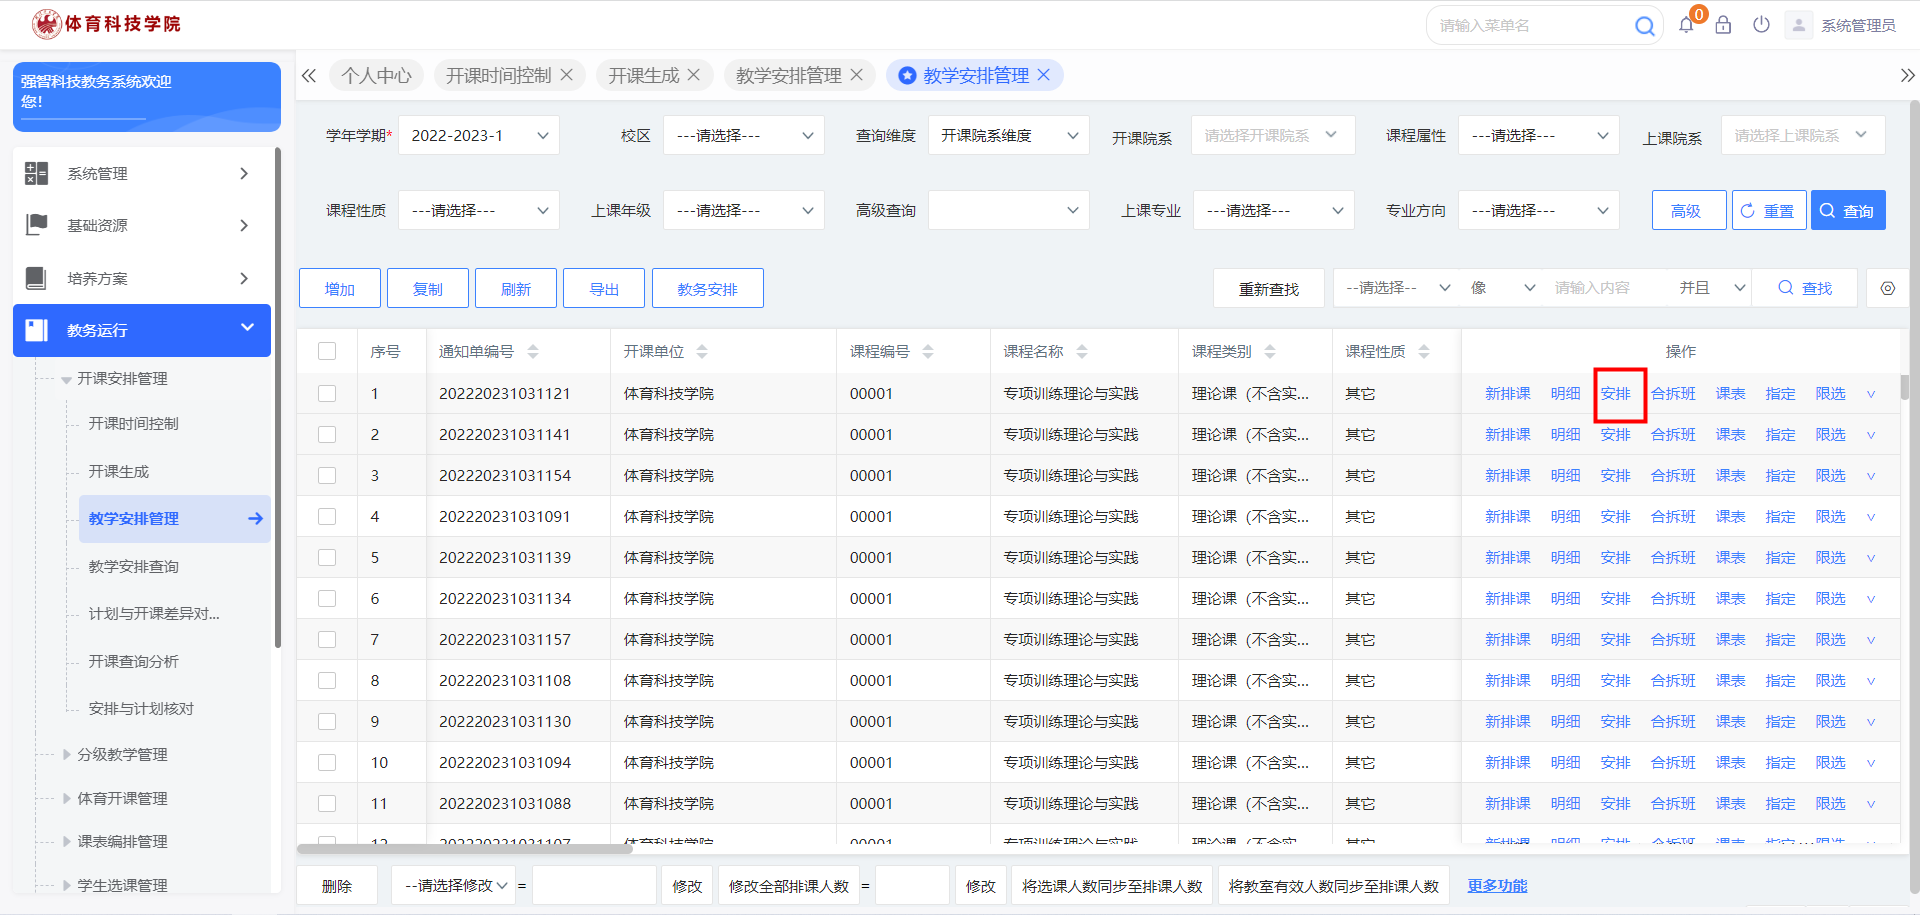 体育科技学院
请输入菜单名
0
系统管理员
强智科技教务系统欢迎
您!
个人中心 开课时间控制 开课生成 教学安排管理 教学安排管理
系统管理
基础资源
培养方案
教务运行
开课安排管理
开课时间控制
开课生成
教学安排管理
教学安排查询
计划与开课差异对...
开课查询分析
安排与计划核对
分级教学管理
体育开课管理
课表编排管理
学生选课管理
学年学期* 2022-2023-1 校区 ---请选择--- 查询维度 开课院系维度 开课院系 请选择开课院系 课程属性 ---请选择--- 上课院系 请选择上课院系
课程性质 ---请选择--- 上课年级 ---请选择--- 高级查询 上课专业 ---请选择--- 专业方向 ---请选择--- 高级 重置 查询
增加 复制 刷新 导出 教务安排 重新查找 --请选择-- 像 请输入内容 并且 查找
序号 通知单编号 开课单位 课程编号 课程名称 课程类别 课程性质 操作
1 202220231031121 体育科技学院 00001 专项训练理论与实践 理论课（不含实... 其它 新排课 明细 安排 合拆班 课表 指定 限选
2 202220231031141 体育科技学院 00001 专项训练理论与实践 理论课（不含实... 其它 新排课 明细 安排 合拆班 课表 指定 限选
3 202220231031154 体育科技学院 00001 专项训练理论与实践 理论课（不含实... 其它 新排课 明细 安排 合拆班 课表 指定 限选
4 202220231031091 体育科技学院 00001 专项训练理论与实践 理论课（不含实... 其它 新排课 明细 安排 合拆班 课表 指定 限选
5 202220231031139 体育科技学院 00001 专项训练理论与实践 理论课（不含实... 其它 新排课 明细 安排 合拆班 课表 指定 限选
6 202220231031134 体育科技学院 00001 专项训练理论与实践 理论课（不含实... 其它 新排课 明细 安排 合拆班 课表 指定 限选
7 202220231031157 体育科技学院 00001 专项训练理论与实践 理论课（不含实... 其它 新排课 明细 安排 合拆班 课表 指定 限选
8 202220231031108 体育科技学院 00001 专项训练理论与实践 理论课（不含实... 其它 新排课 明细 安排 合拆班 课表 指定 限选
9 202220231031130 体育科技学院 00001 专项训练理论与实践 理论课（不含实... 其它 新排课 明细 安排 合拆班 课表 指定 限选
10 202220231031094 体育科技学院 00001 专项训练理论与实践 理论课（不含实... 其它 新排课 明细 安排 合拆班 课表 指定 限选
11 202220231031088 体育科技学院 00001 专项训练理论与实践 理论课（不含实... 其它 新排课 明细 安排 合拆班 课表 指定 限选
删除 --请选择修改 = 修改 修改全部排课人数 = 修改 将选课人数同步至排课人数 将教室有效人数同步至排课人数 更多功能